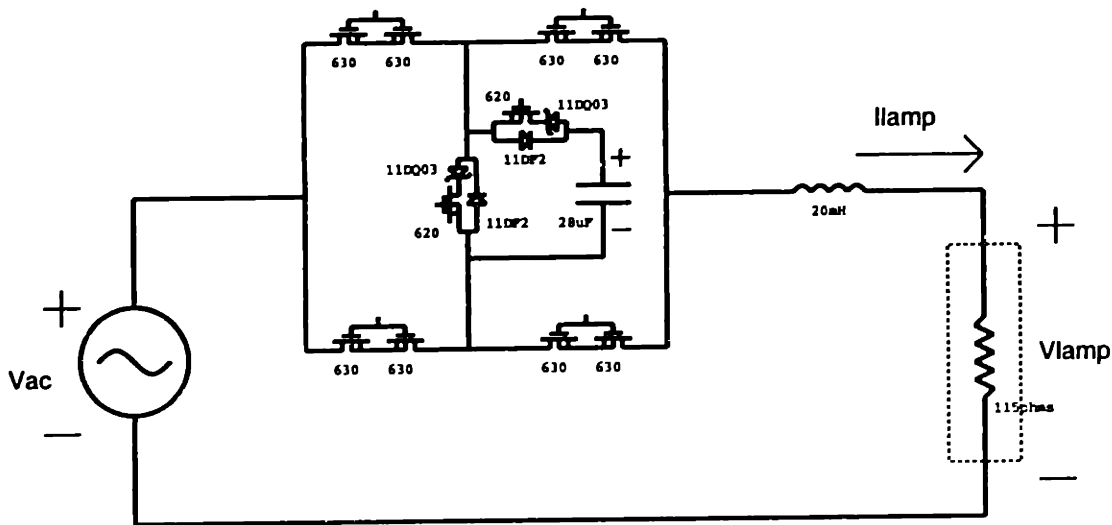 630 630
630 630
620
11DQ03
11DF2
11DQ03
+
28uF
−
620
11DF2
Ilamp
20mH
+
Vac
−
630 630
630 630
+
Vlamp
115ohms
−